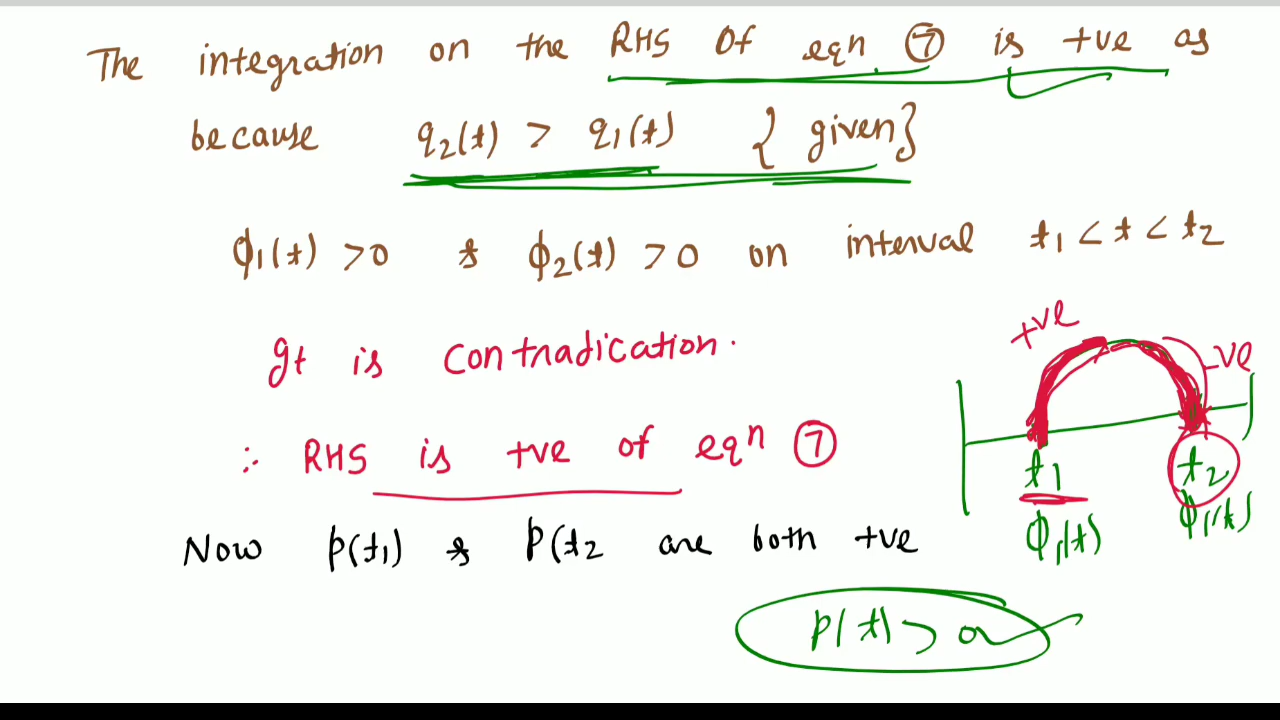 The integration on the RHS Of eqn ⑦ is +ve as
because q₂(t) > q₁(t) { given}
ϕ₁(t) >0 & ϕ₂(t) >0 on interval t₁ < t < t₂
It is contradication.
+ve
-ve
∴ RHS is +ve of eqn ⑦
t₁ t₂
ϕ₁(t) ϕ₁(t)
Now P(t₁) & P(t₂ are both +ve
P(t) > 0